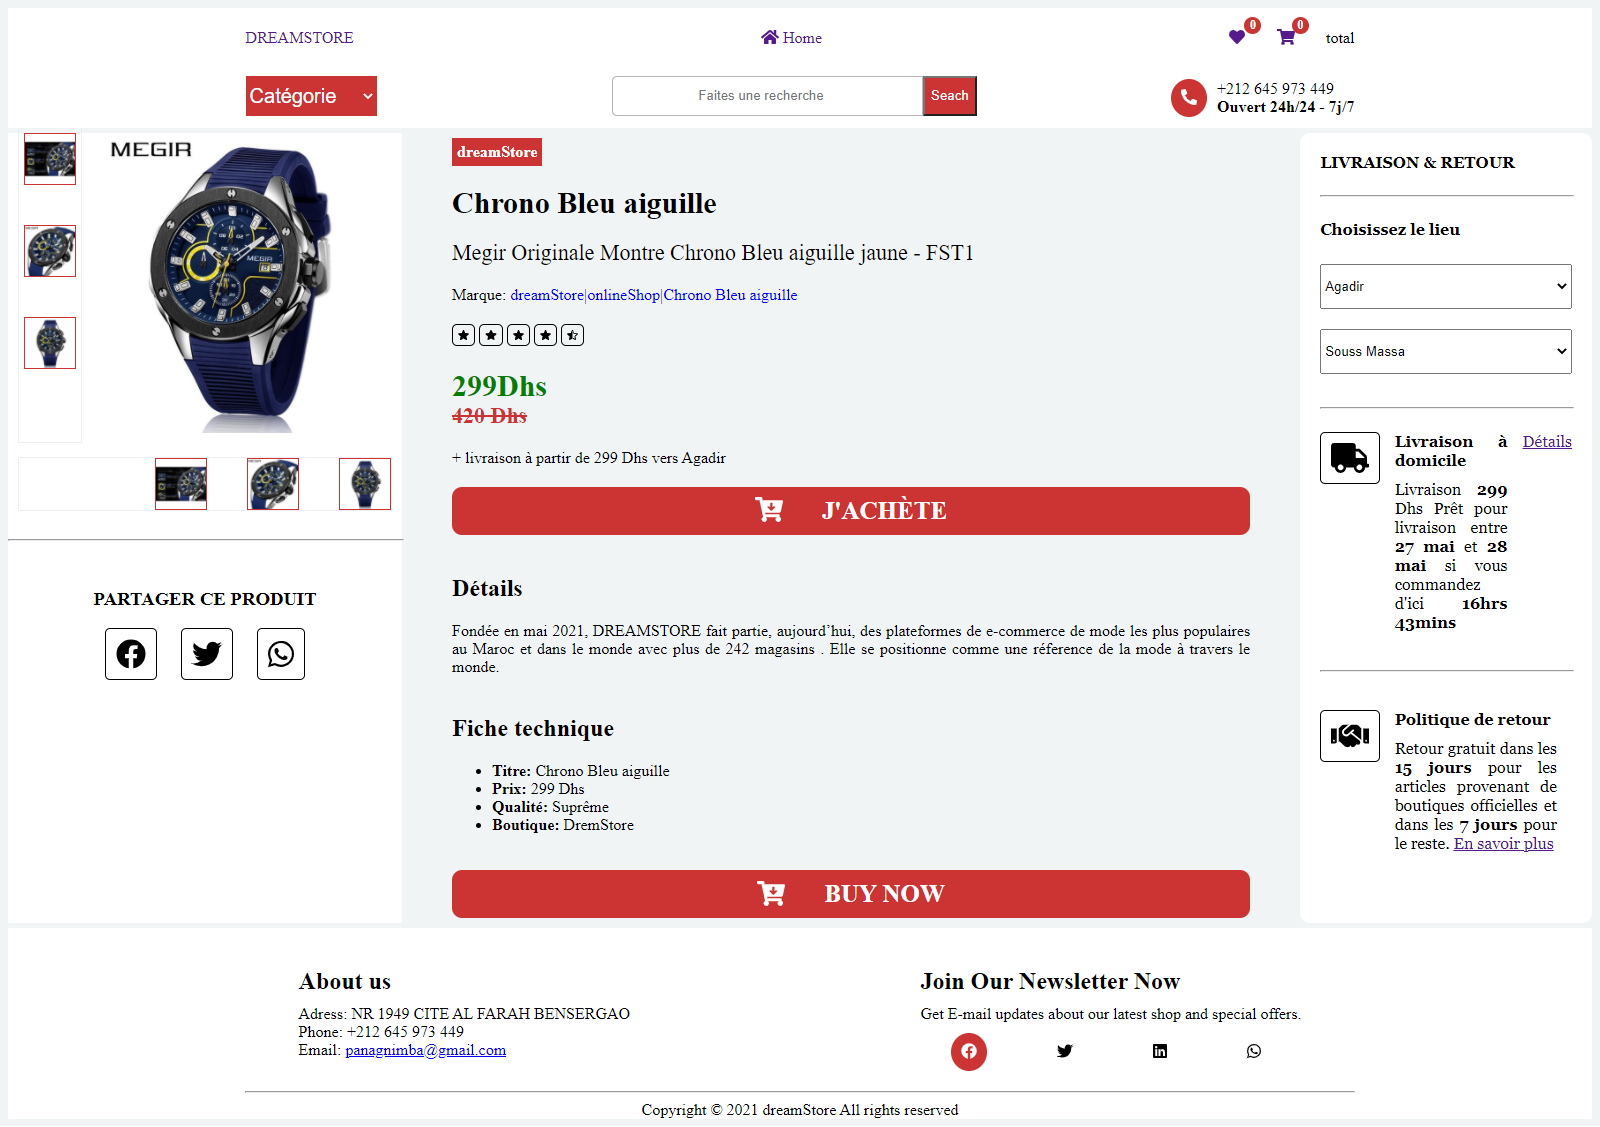 DREAMSTORE
Home
0
0
total
Catégorie
Faites une recherche
Seach
+212 645 973 449
Ouvert 24h/24 - 7j/7
MEGIR
MEGIR
dreamStore
Chrono Bleu aiguille
Megir Originale Montre Chrono Bleu aiguille jaune - FST1
Marque: dreamStore|onlineShop|Chrono Bleu aiguille
299Dhs
420 Dhs
+ livraison à partir de 299 Dhs vers Agadir
J'ACHÈTE
PARTAGER CE PRODUIT
Détails
Fondée en mai 2021, DREAMSTORE fait partie, aujourd’hui, des plateformes de e-commerce de mode les plus populaires
au Maroc et dans le monde avec plus de 242 magasins . Elle se positionne comme une réference de la mode à travers le
monde.
Fiche technique
Titre: Chrono Bleu aiguille
Prix: 299 Dhs
Qualité: Suprême
Boutique: DremStore
BUY NOW
LIVRAISON & RETOUR
Choisissez le lieu
Agadir
Souss Massa
Livraison à
domicile
Détails
Livraison 299
Dhs Prêt pour
livraison entre
27 mai et 28
mai si vous
commandez
d'ici 16hrs
43mins
Politique de retour
Retour gratuit dans les
15 jours pour les
articles provenant de
boutiques officielles et
dans les 7 jours pour
le reste. En savoir plus
About us
Adress: NR 1949 CITE AL FARAH BENSERGAO
Phone: +212 645 973 449
Email: panagnimba@gmail.com
Join Our Newsletter Now
Get E-mail updates about our latest shop and special offers.
Copyright © 2021 dreamStore All rights reserved